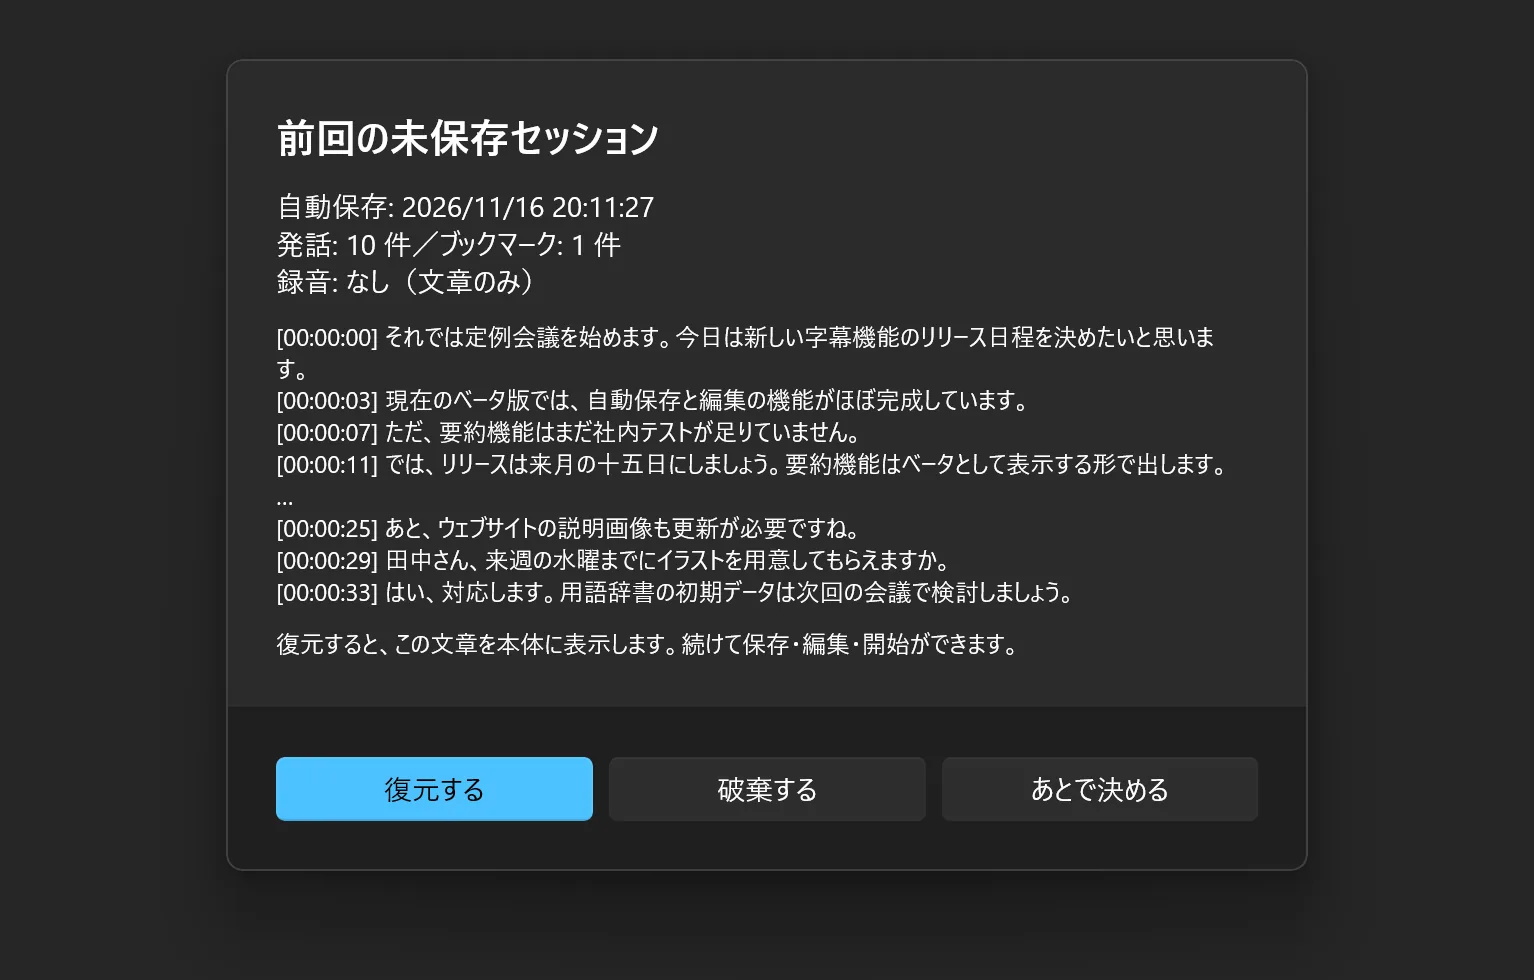 前回の未保存セッション
自動保存: 2026/11/16 20:11:27
発話: 10 件／ブックマーク: 1 件
録音: なし（文章のみ）
[00:00:00] それでは定例会議を始めます。今日は新しい字幕機能のリリース日程を決めたいと思いま
す。
[00:00:03] 現在のベータ版では、自動保存と編集の機能がほぼ完成しています。
[00:00:07] ただ、要約機能はまだ社内テストが足りていません。
[00:00:11] では、リリースは来月の十五日にしましょう。要約機能はベータとして表示する形で出します。
...
[00:00:25] あと、ウェブサイトの説明画像も更新が必要ですね。
[00:00:29] 田中さん、来週の水曜までにイラストを用意してもらえますか。
[00:00:33] はい、対応します。用語辞書の初期データは次回の会議で検討しましょう。
復元すると、この文章を本体に表示します。続けて保存・編集・開始ができます。
復元する
破棄する
あとで決める